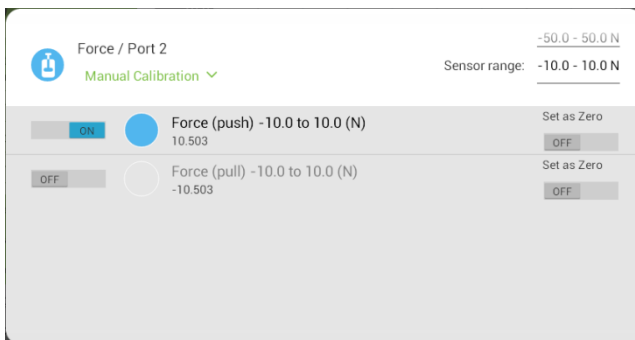 Force / Port 2
Manual Calibration
-50.0 - 50.0 N
Sensor range: -10.0 - 10.0 N
ON
Force (push) -10.0 to 10.0 (N)
10.503
Set as Zero
OFF
OFF
Force (pull) -10.0 to 10.0 (N)
-10.503
Set as Zero
OFF